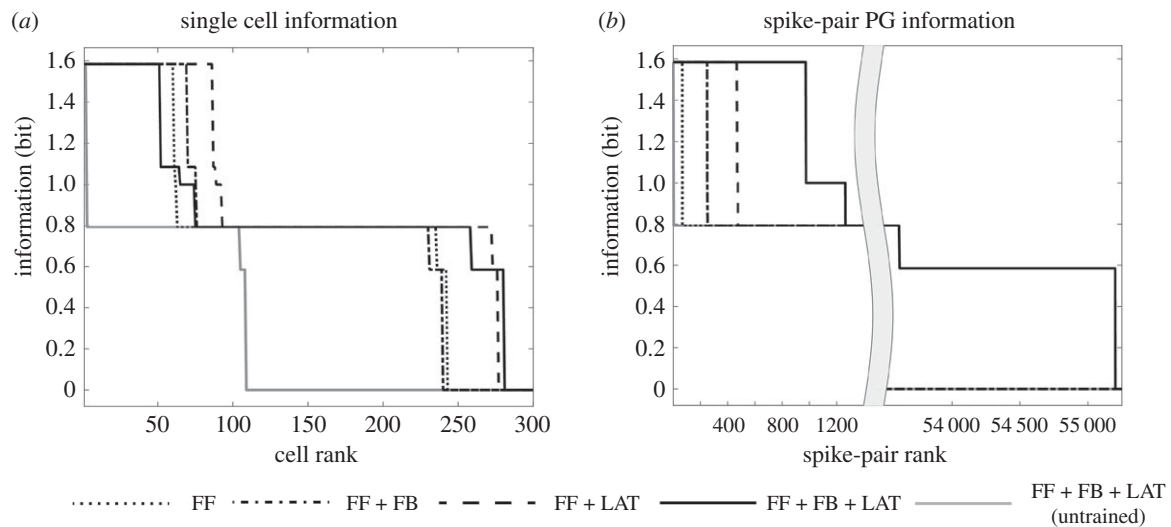 (a) single cell information
1.6
1.4
1.2
1.0
0.8
0.6
0.4
0.2
0
information (bit)
50 100 150 200 250 300
cell rank
(b) spike-pair PG information
1.6
1.4
1.2
1.0
0.8
0.6
0.4
0.2
0
information (bit)
400 800 1200 54 000 54 500 55 000
spike-pair rank
FF FF + FB FF + LAT FF + FB + LAT FF + FB + LAT
(untrained)